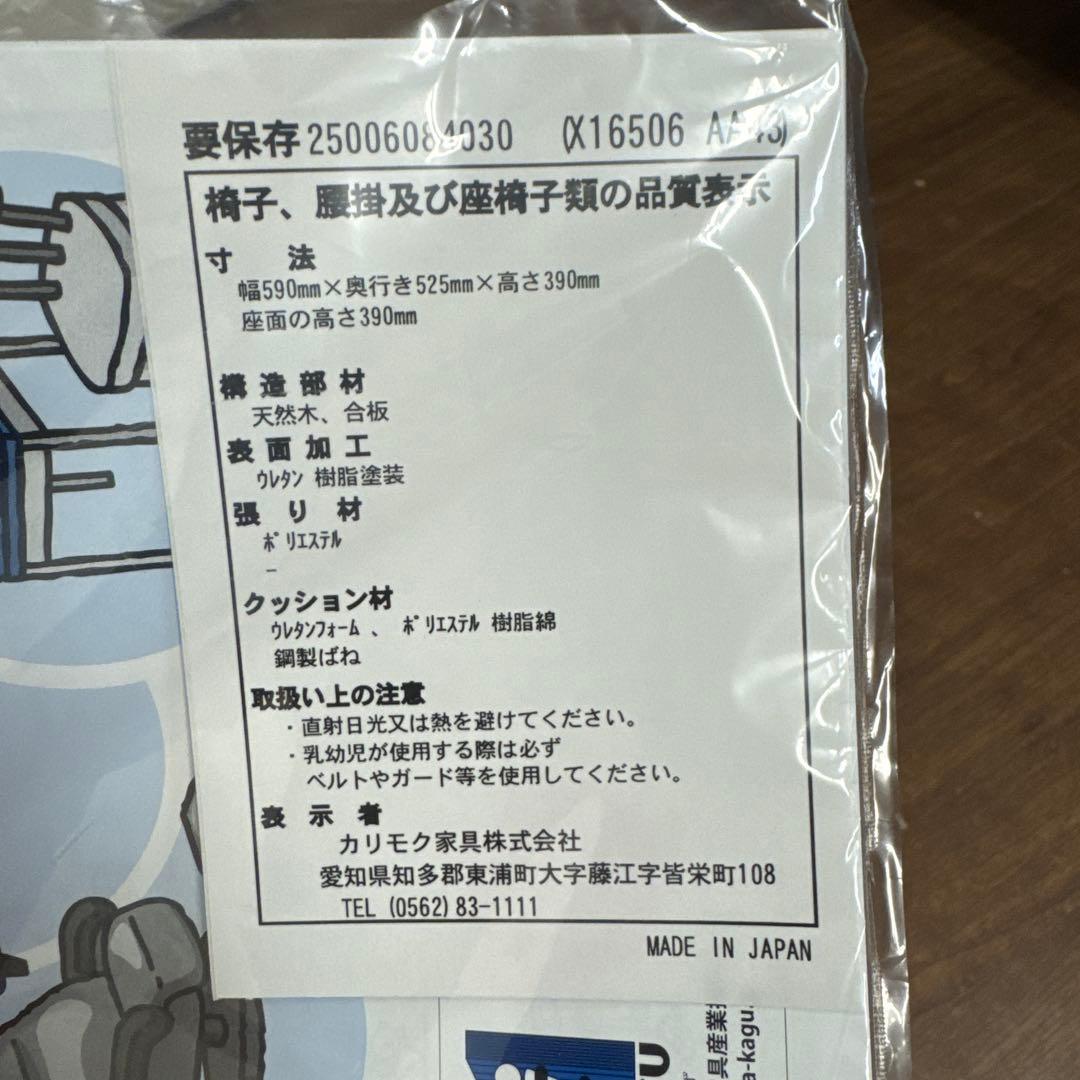 要保存 25006084030 (X16506 AA43)
椅子、腰掛及び座椅子類の品質表示
寸 法
幅590mm×奥行き525mm×高さ390mm
座面の高さ390mm
構造部材
天然木、合板
表面加工
ｳﾚﾀﾝ 樹脂塗装
張り材
ﾎﾟﾘｴｽﾃﾙ
−
クッション材
ｳﾚﾀﾝﾌｫｰﾑ 、 ﾎﾟﾘｴｽﾃﾙ 樹脂綿
鋼製ばね
取扱い上の注意
・直射日光又は熱を避けてください。
・乳幼児が使用する際は必ず
ベルトやガード等を使用してください。
表示者
カリモク家具株式会社
愛知県知多郡東浦町大字藤江字皆栄町108
TEL (0562)83-1111
MADE IN JAPAN
具産業
a-kagu.